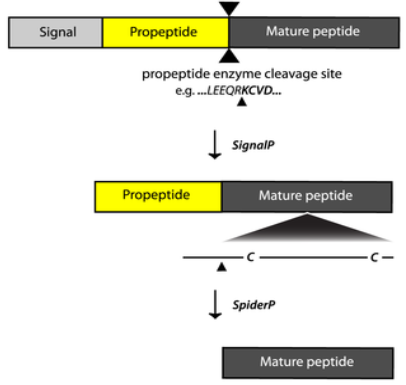 Signal Propeptide Mature peptide
propeptide enzyme cleavage site
e.g. ...LEEQRKCVD...
SignalP
Propeptide Mature peptide
C C
SpiderP
Mature peptide